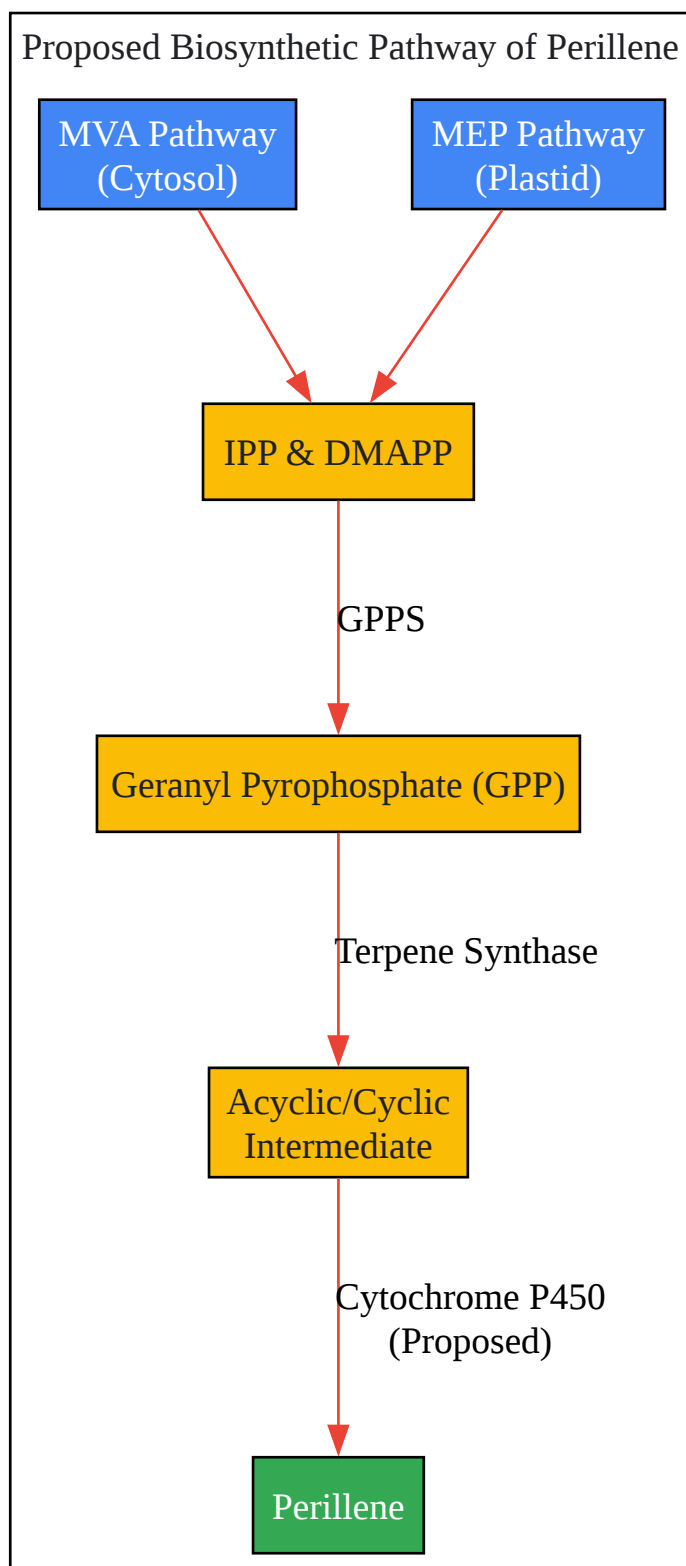 Proposed Biosynthetic Pathway of Perillene
MVA Pathway
(Cytosol)
MEP Pathway
(Plastid)
IPP & DMAPP
GPPS
Geranyl Pyrophosphate (GPP)
Terpene Synthase
Acyclic/Cyclic
Intermediate
Cytochrome P450
(Proposed)
Perillene